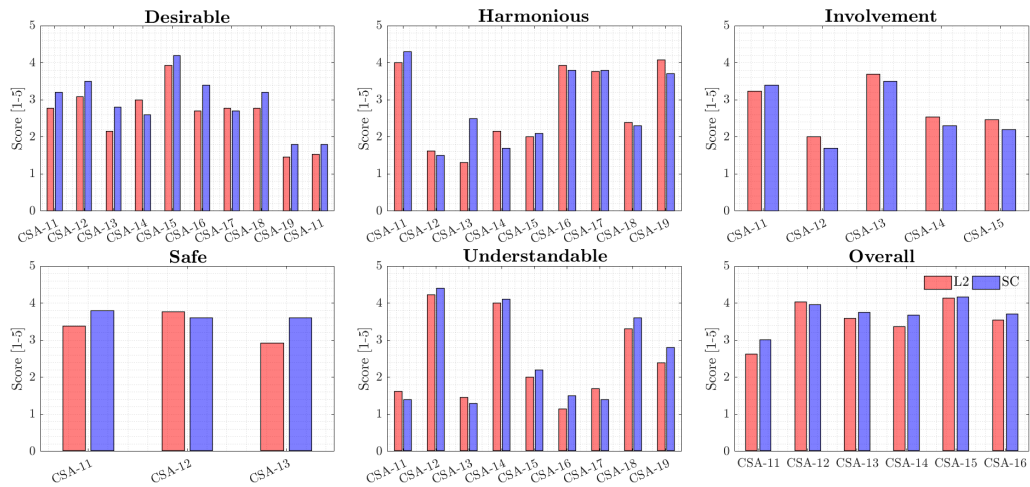 Desirable
Harmonious
Involvement
Score [1-5]
5
4
3
2
1
0
CSA-11
CSA-12
CSA-13
CSA-14
CSA-15
CSA-16
CSA-17
CSA-18
CSA-19
CSA-11
Score [1-5]
5
4
3
2
1
0
CSA-11
CSA-12
CSA-13
CSA-14
CSA-15
CSA-16
CSA-17
CSA-18
CSA-19
Score [1-5]
5
4
3
2
1
0
CSA-11
CSA-12
CSA-13
CSA-14
CSA-15
Safe
Understandable
Overall
Score [1-5]
5
4
3
2
1
0
CSA-11
CSA-12
CSA-13
Score [1-5]
5
4
3
2
1
0
CSA-11
CSA-12
CSA-13
CSA-14
CSA-15
CSA-16
CSA-17
CSA-18
CSA-19
Score [1-5]
5
4
3
2
1
0
L2 SC
CSA-11 CSA-12 CSA-13 CSA-14 CSA-15 CSA-16